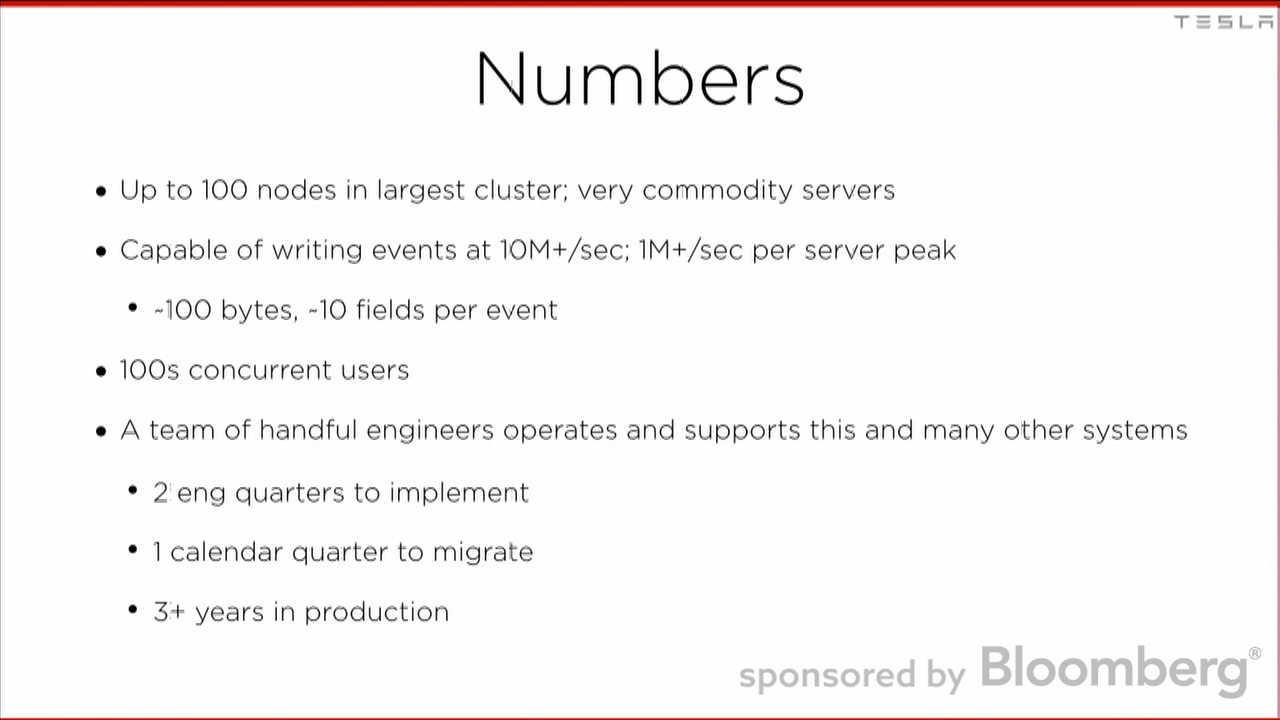 TESLA
Numbers
• Up to 100 nodes in largest cluster; very commodity servers
• Capable of writing events at 10M+/sec; 1M+/sec per server peak
• ~100 bytes, ~10 fields per event
• 100s concurrent users
• A team of handful engineers operates and supports this and many other systems
• 2 eng quarters to implement
• 1 calendar quarter to migrate
• 3+ years in production
sponsored by Bloomberg®